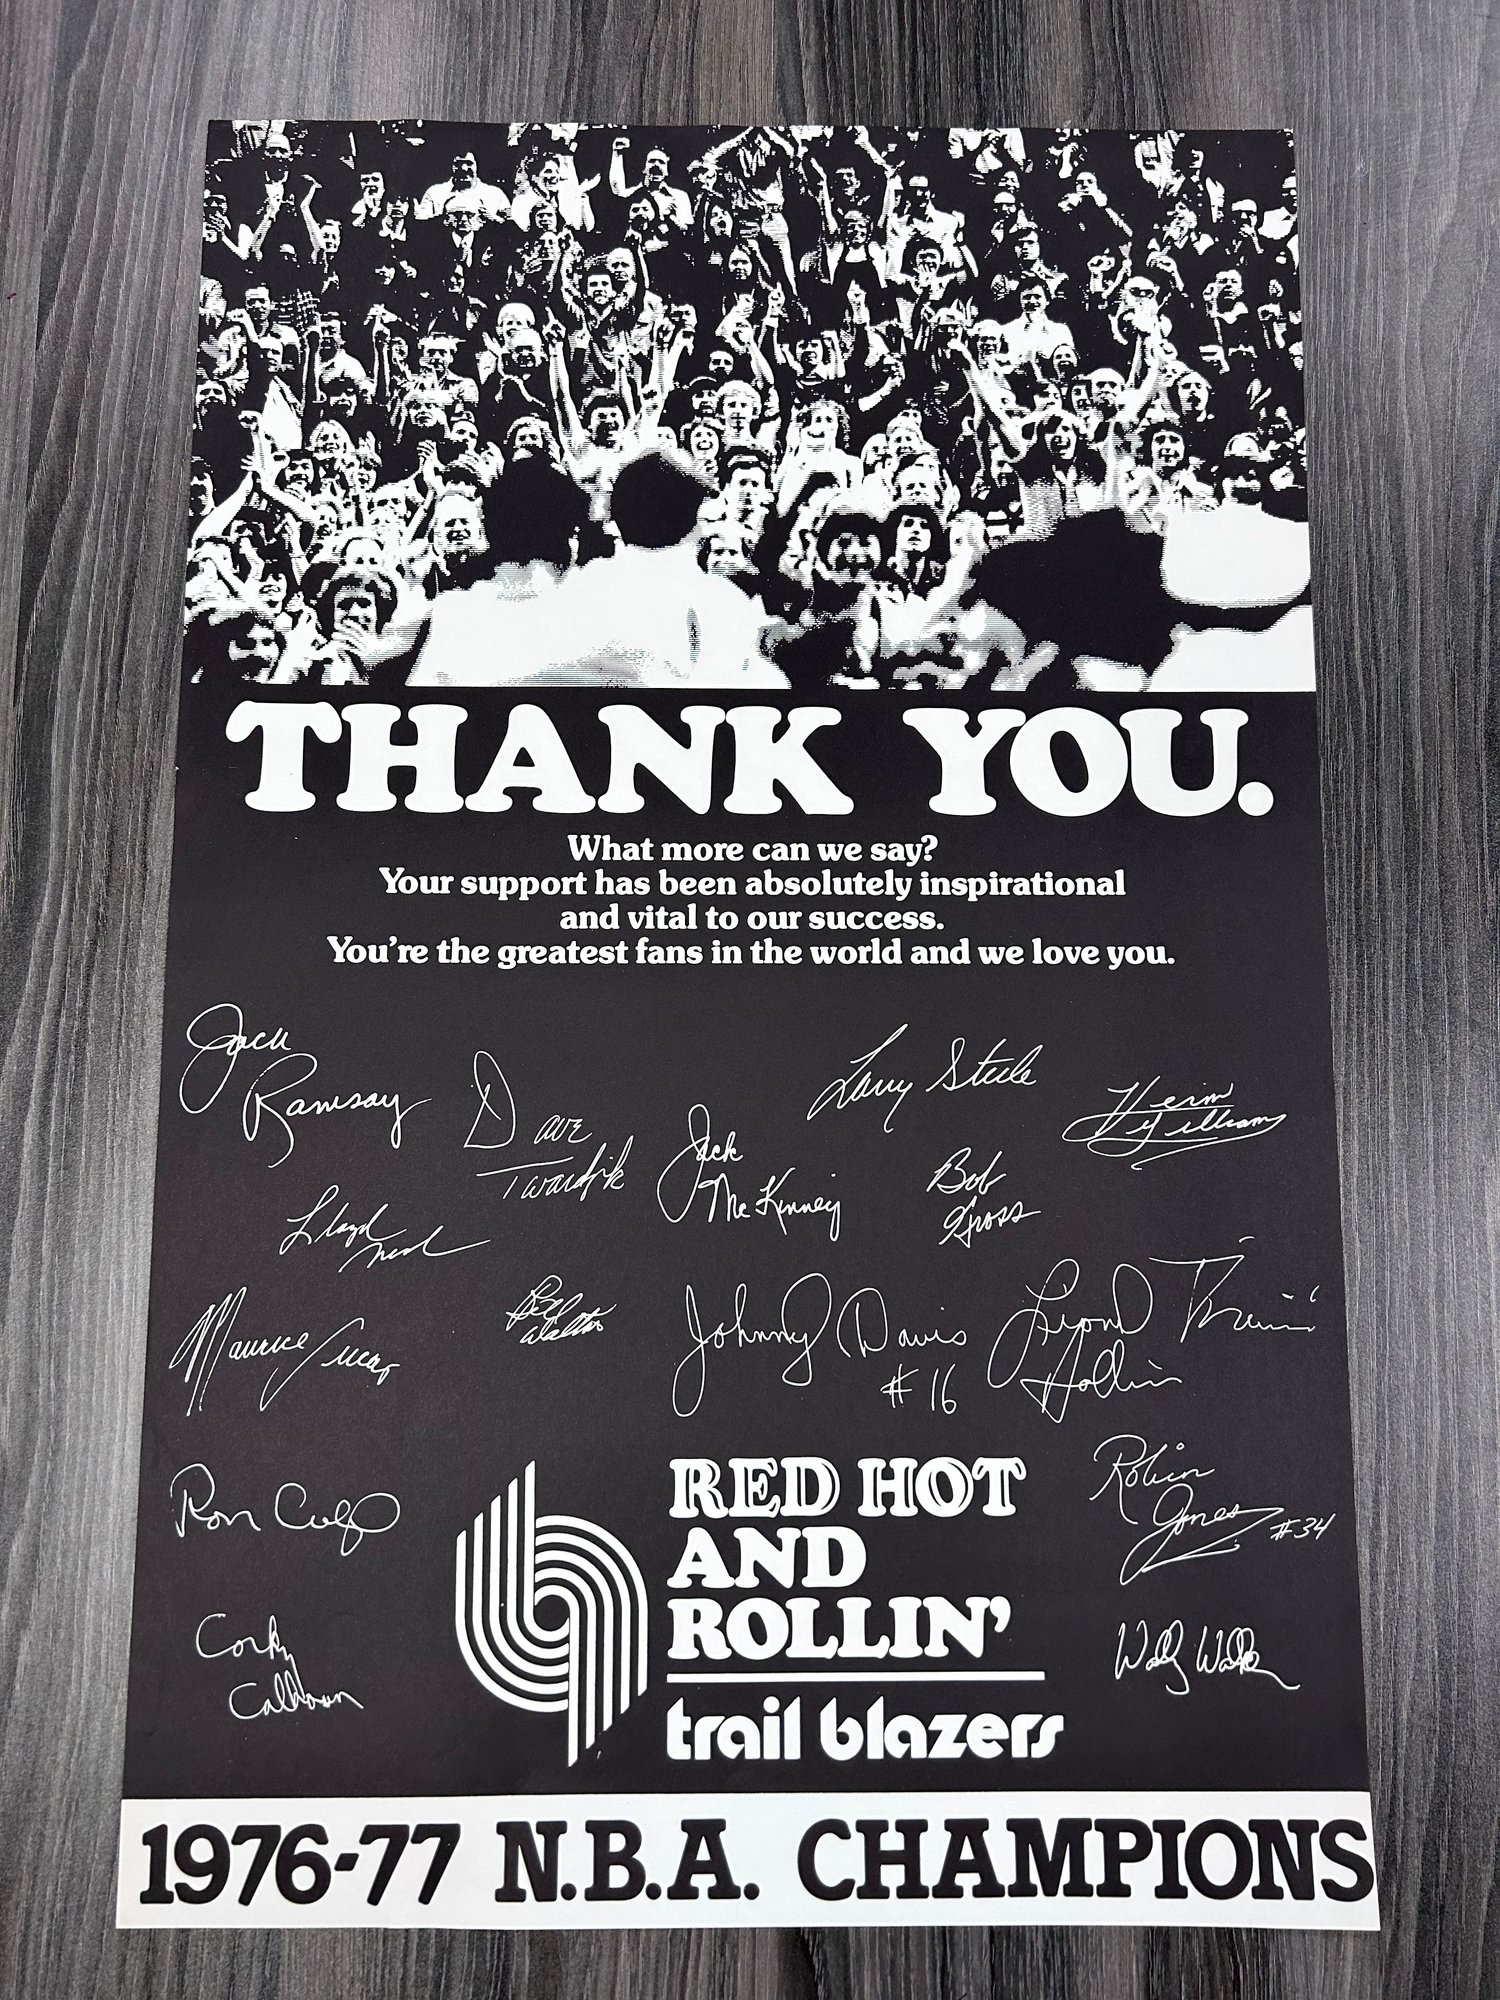 THANK YOU.
What more can we say?
Your support has been absolutely inspirational
and vital to our success.
You're the greatest fans in the world and we love you.
Jack
Ramsay
Dave
Twardzik
Larry Steele
Herm
Gilliam
Jack
McKinney
Bob
Gross
Lloyd
Neal
Maurice Lucas
Bill
Walton
Johnny Davis
#16
Lionel
Hollins
Ron Culp
Robin
Jones #34
Corky
Calhoun
Wally Walker
RED HOT
AND
ROLLIN'
trail blazers
1976-77 N.B.A. CHAMPIONS